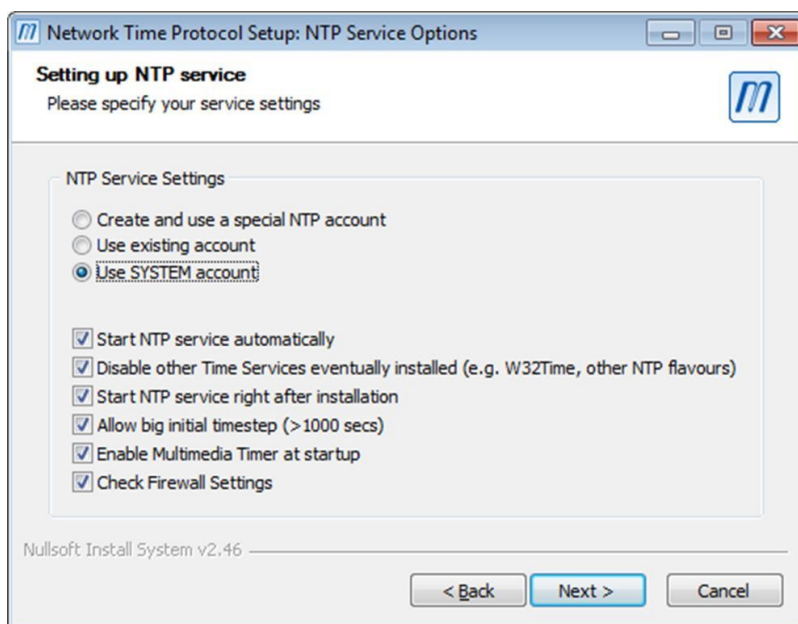 Network Time Protocol Setup: NTP Service Options
Setting up NTP service
Please specify your service settings
NTP Service Settings
Create and use a special NTP account
Use existing account
Use SYSTEM account
Start NTP service automatically
Disable other Time Services eventually installed (e.g. W32Time, other NTP flavours)
Start NTP service right after installation
Allow big initial timestep (>1000 secs)
Enable Multimedia Timer at startup
Check Firewall Settings
Nullsoft Install System v2.46
< Back Next > Cancel